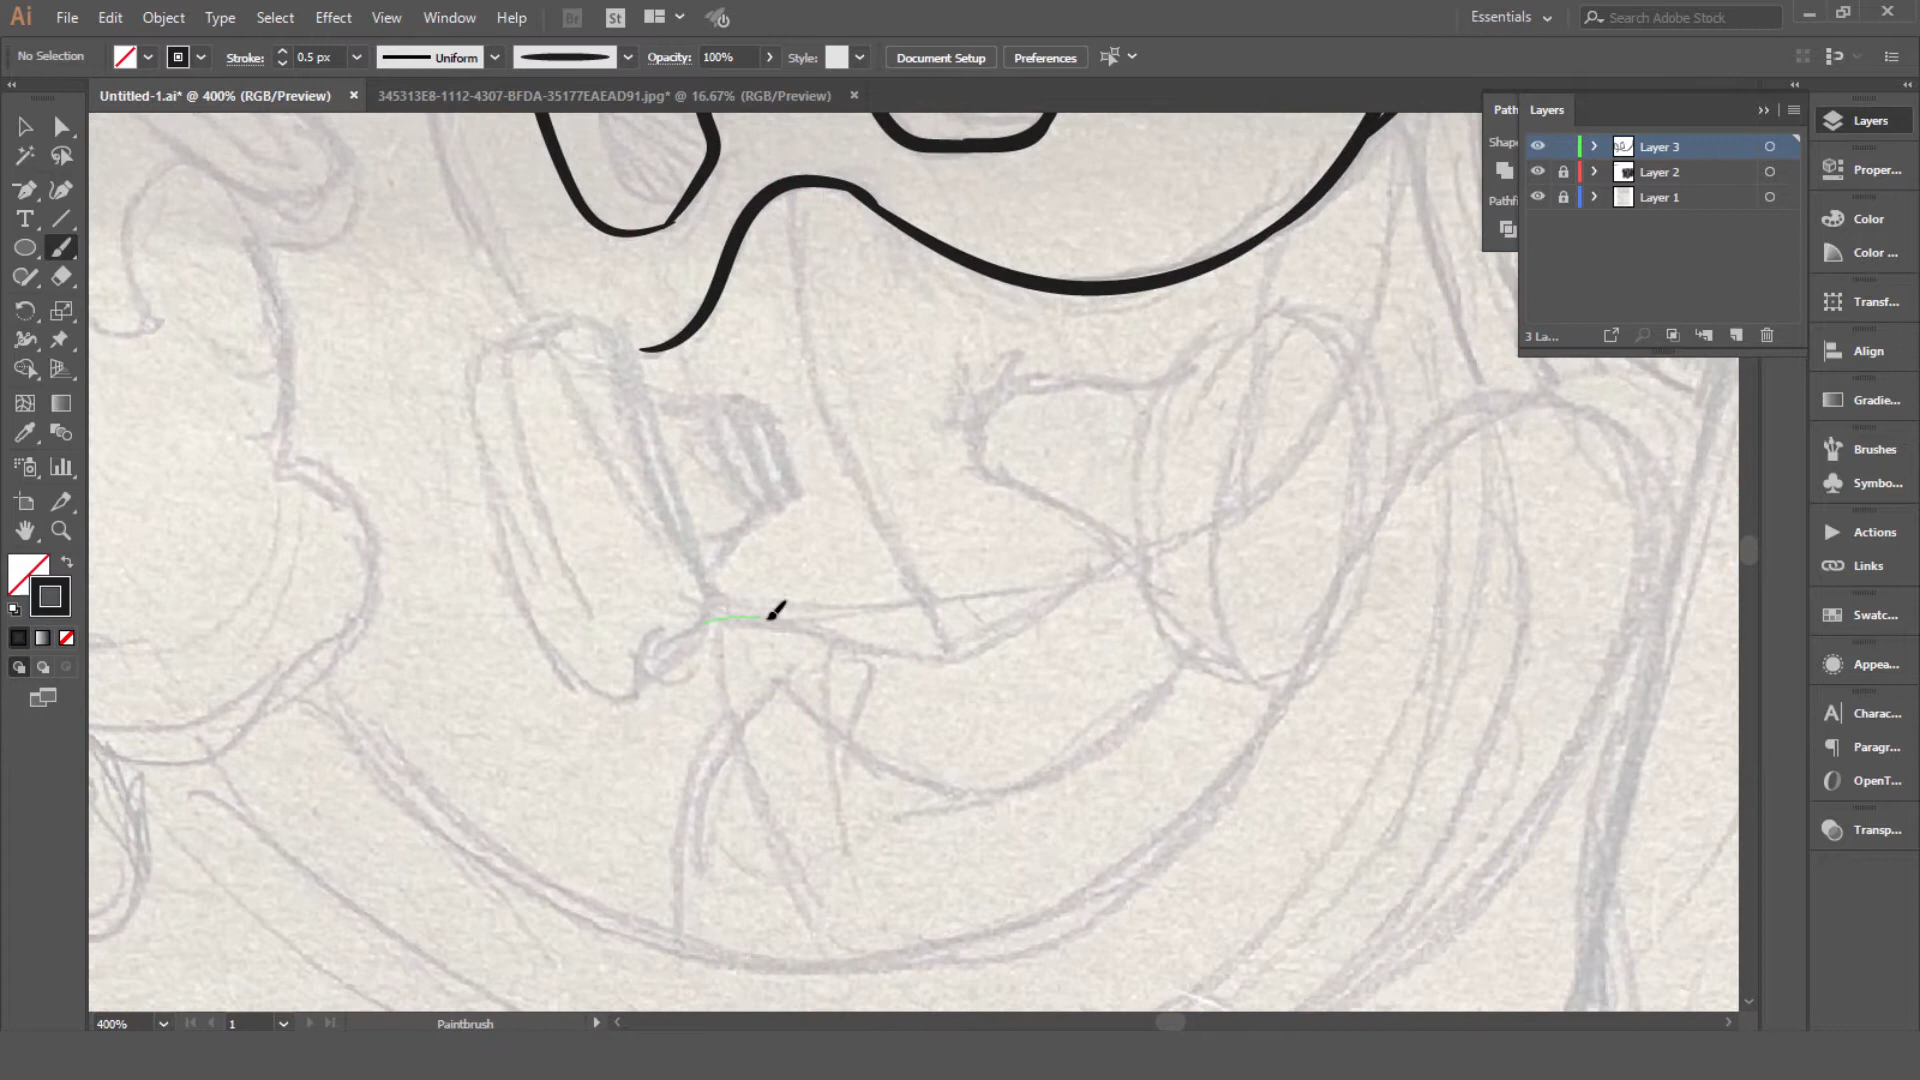 Ai File Edit Object Type Select Effect View Window Help Br St Essentials Search Adobe Stock
No Selection Stroke: 0.5 px Uniform Opacity: 100% Style: Document Setup Preferences
Untitled-1.ai* @ 400% (RGB/Preview) × 345313E8-1112-4307-BFDA-35177EAEAD91.jpg* @ 16.67% (RGB/Preview) ×
Path Layers
Shape
Layer 3
Layer 2
Pathfi
Layer 1
3 La...
Layers
Proper...
Color
Color ...
Transf...
Align
Gradie...
Brushes
Symbo...
Actions
Links
Swatc...
Appea...
Charac...
Paragr...
OpenT...
Transp...
400% 1 Paintbrush